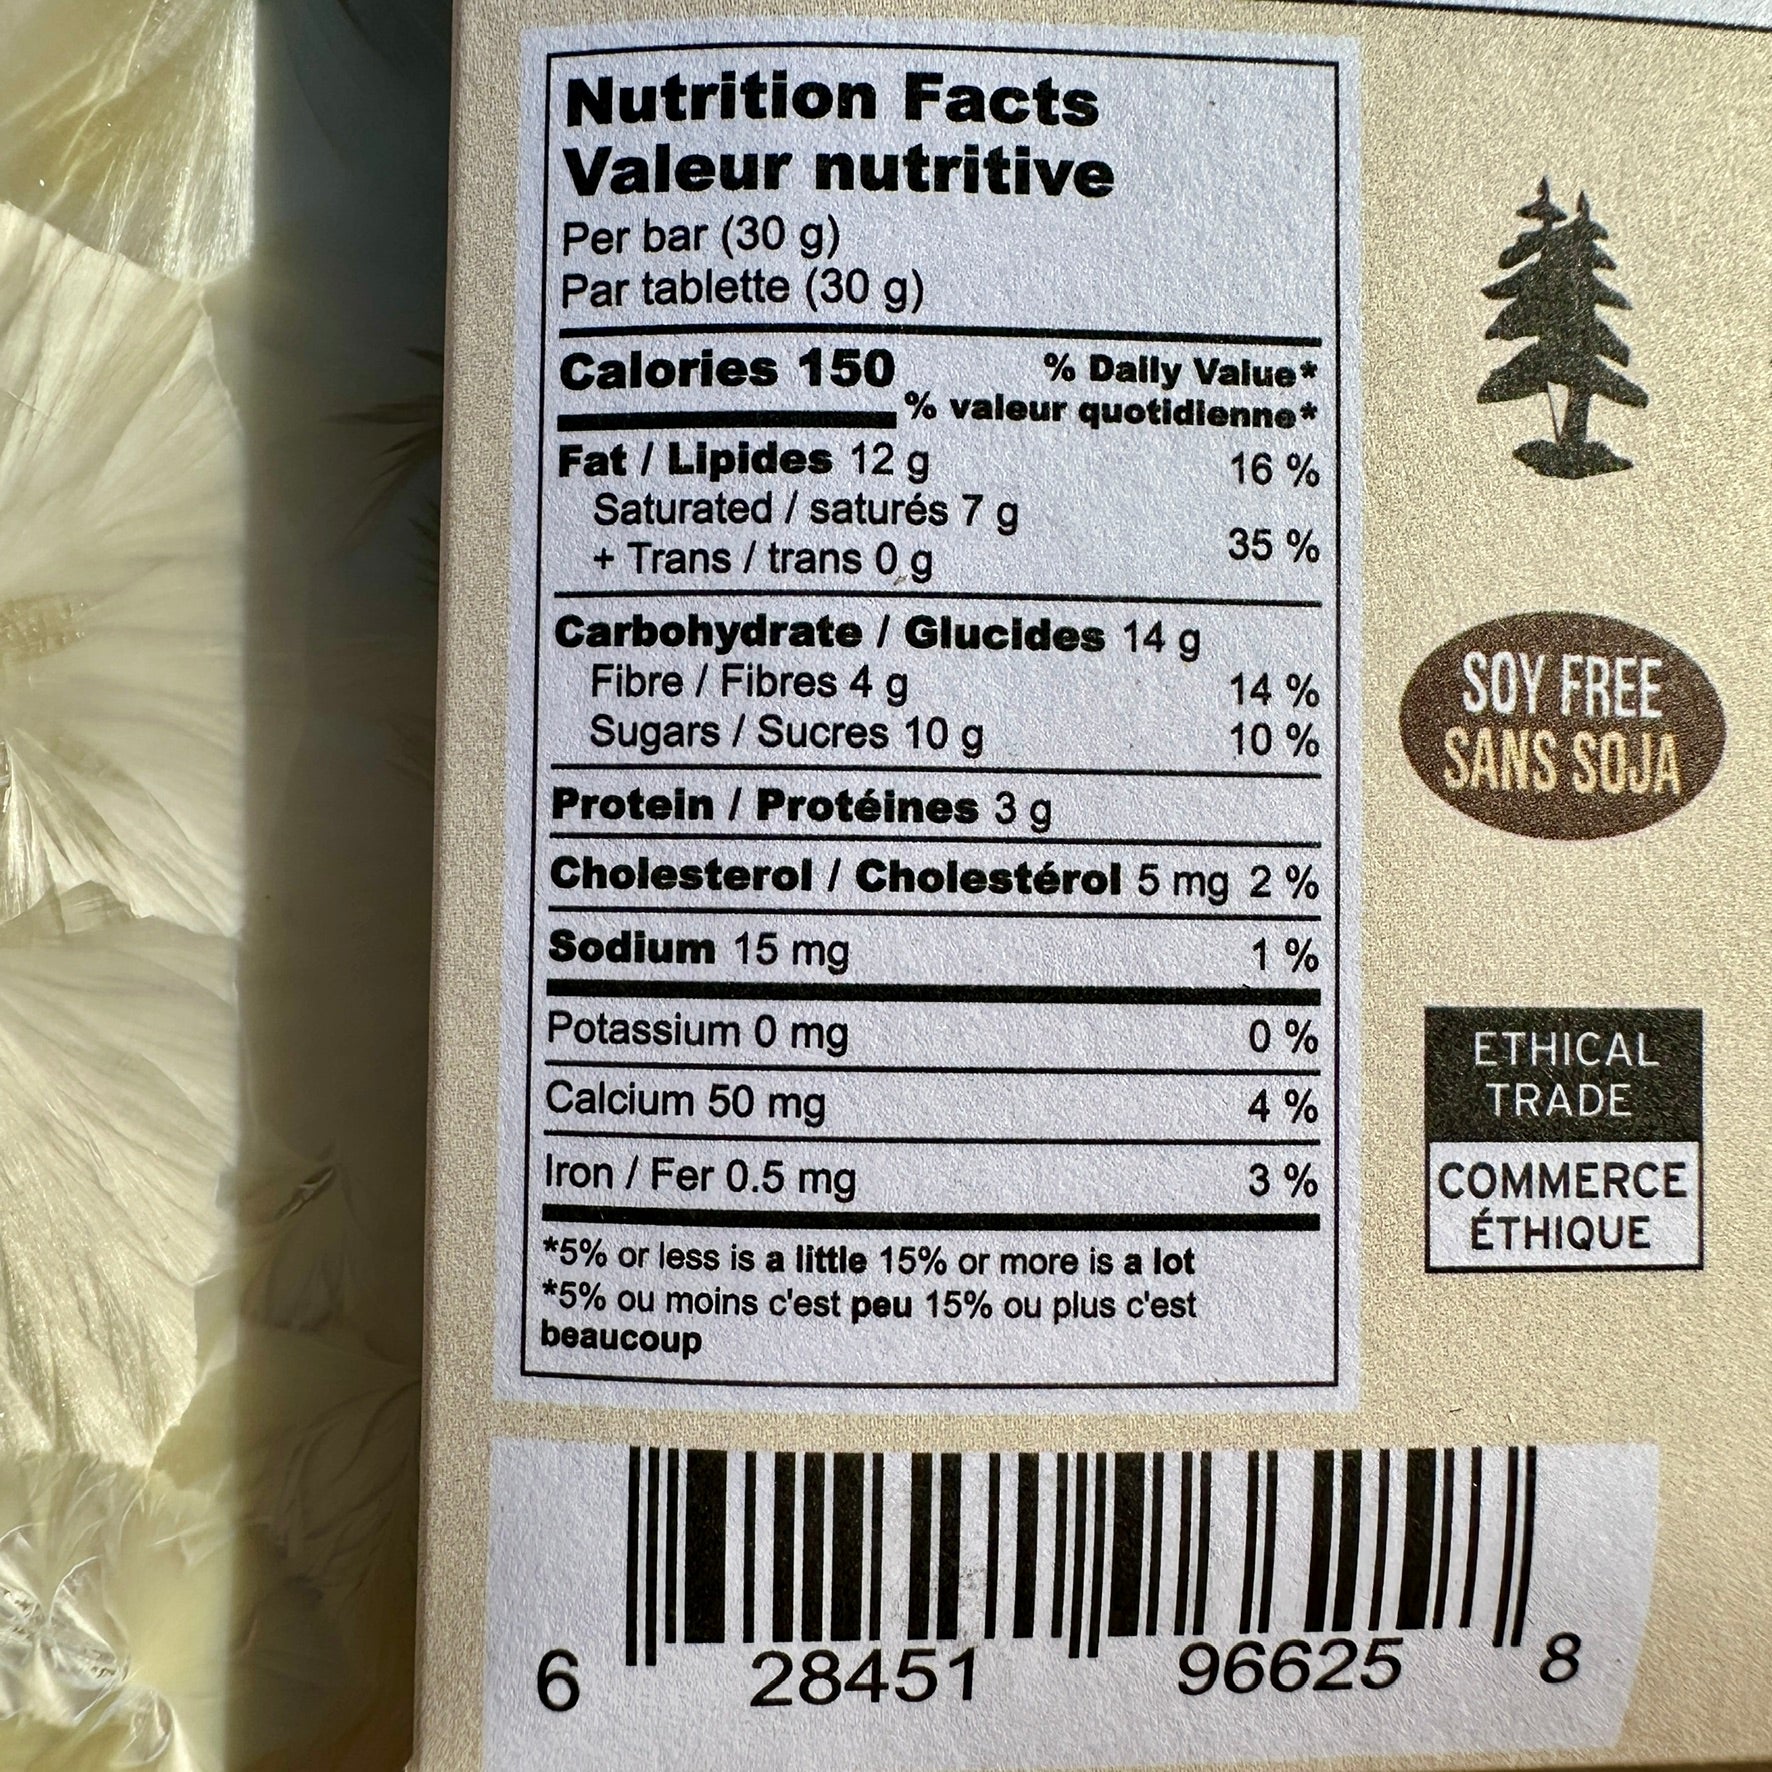 Nutrition Facts
Valeur nutritive
Per bar (30 g)
Par tablette (30 g)
Calories 150
% Daily Value*
% valeur quotidienne*
Fat / Lipides 12 g 16 %
Saturated / saturés 7 g
+ Trans / trans 0 g 35 %
Carbohydrate / Glucides 14 g
Fibre / Fibres 4 g 14 %
Sugars / Sucres 10 g 10 %
Protein / Protéines 3 g
Cholesterol / Cholestérol 5 mg 2 %
Sodium 15 mg 1 %
Potassium 0 mg 0 %
Calcium 50 mg 4 %
Iron / Fer 0.5 mg 3 %
*5% or less is a little 15% or more is a lot
*5% ou moins c'est peu 15% ou plus c'est
beaucoup
SOY FREE
SANS SOJA
ETHICAL
TRADE
COMMERCE
ÉTHIQUE
6 28451 96625 8